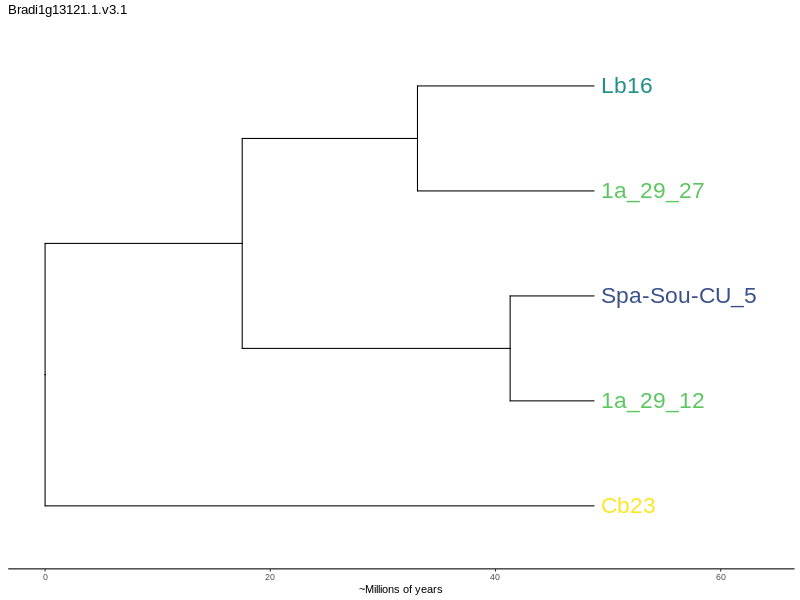 Bradi1g13121.1.v3.1
Lb16
1a_29_27
Spa-Sou-CU_5
1a_29_12
Cb23
0 20 40 60
~Millions of years